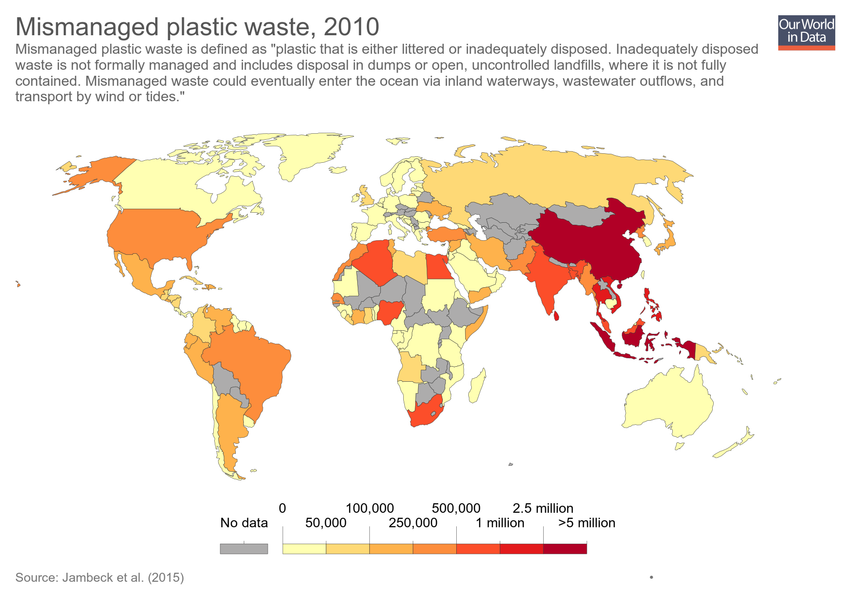 Mismanaged plastic waste, 2010
Our World
in Data
Mismanaged plastic waste is defined as "plastic that is either littered or inadequately disposed. Inadequately disposed
waste is not formally managed and includes disposal in dumps or open, uncontrolled landfills, where it is not fully
contained. Mismanaged waste could eventually enter the ocean via inland waterways, wastewater outflows, and
transport by wind or tides."
0 100,000 500,000 2.5 million
No data 50,000 250,000 1 million >5 million
Source: Jambeck et al. (2015)